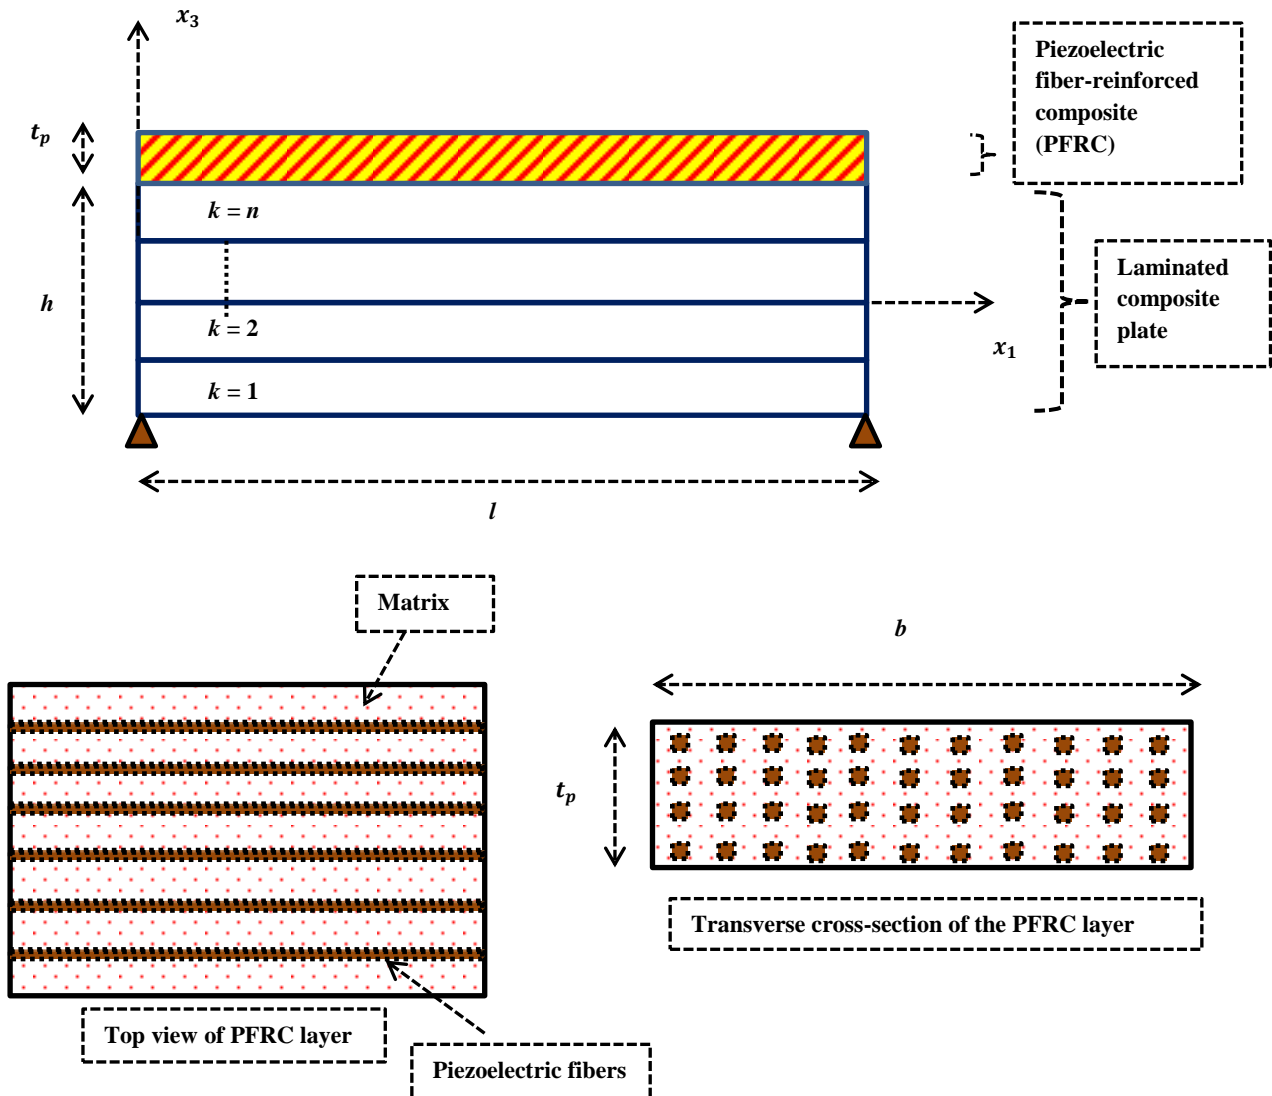 x₃
Piezoelectric
fiber-reinforced
composite
(PFRC)
tₚ
k = n
h
k = 2
x₁
Laminated
composite
plate
k = 1
l
Matrix
b
tₚ
Transverse cross-section of the PFRC layer
Top view of PFRC layer
Piezoelectric fibers